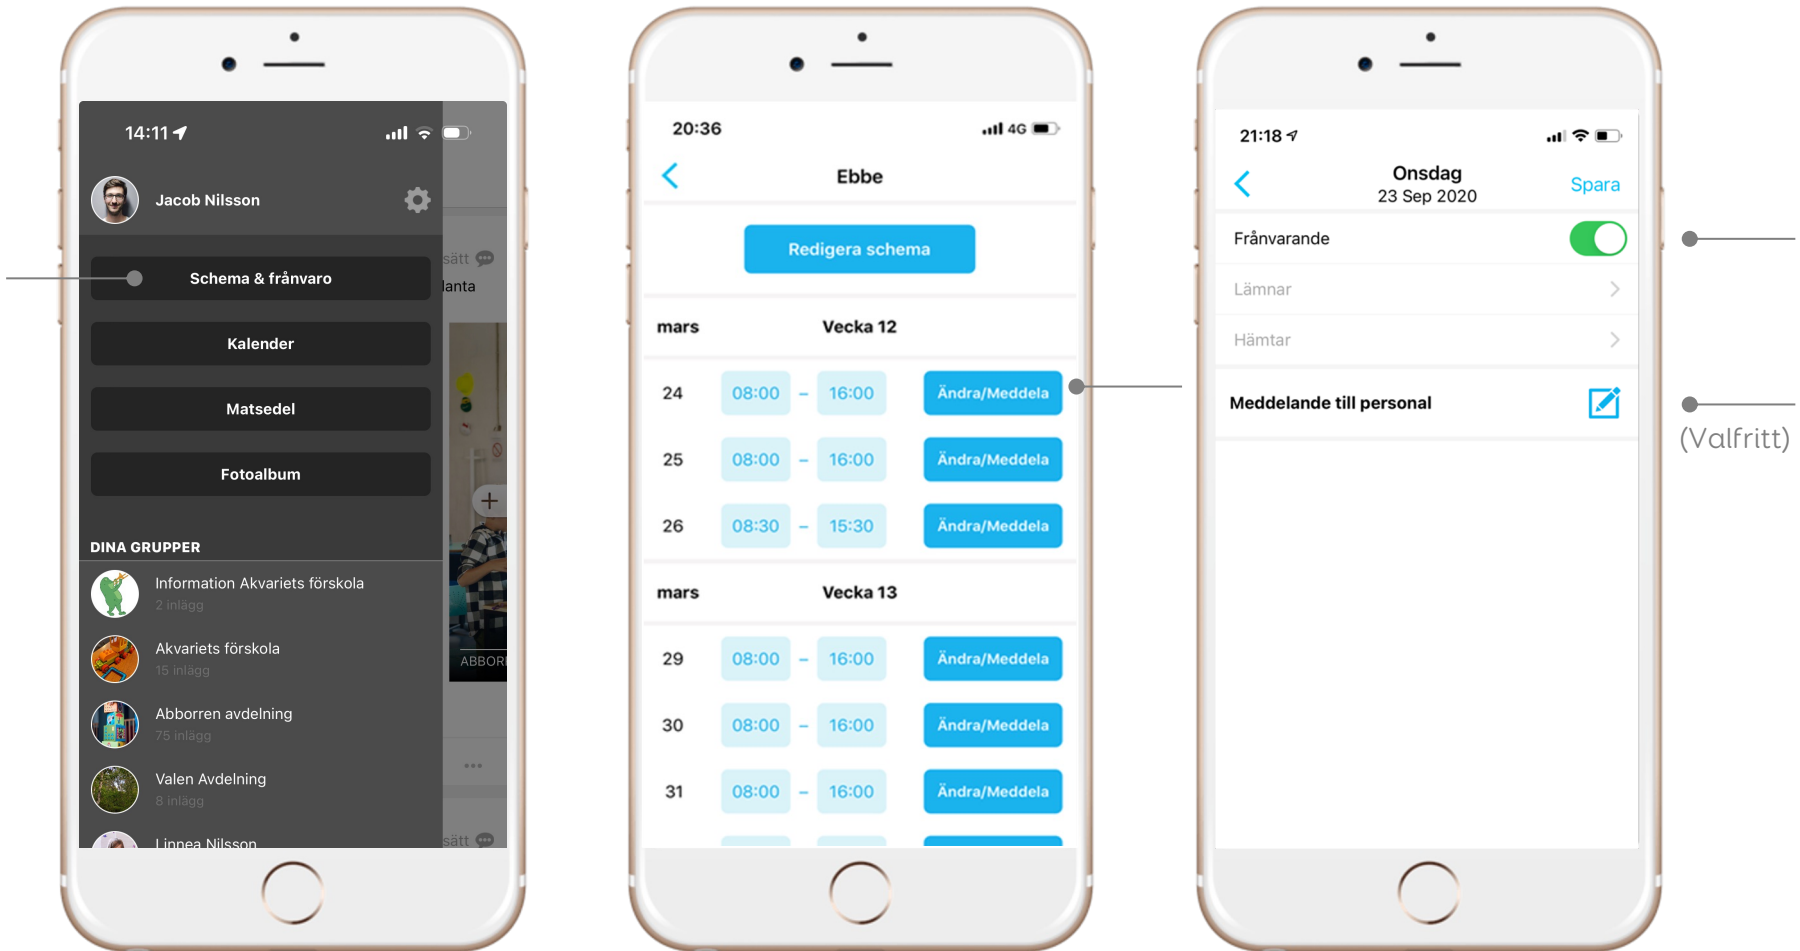 14:11
Jacob Nilsson
Schema & frånvaro
Kalender
Matsedel
Fotoalbum
DINA GRUPPER
Information Akvariets förskola
2 inlägg
Akvariets förskola
15 inlägg
Abborren avdelning
75 inlägg
Valen Avdelning
8 inlägg
Linnea Nilsson
sätt
lanta
ABBOR
sätt
20:36
4G
Ebbe
Redigera schema
mars Vecka 12
24 08:00 – 16:00 Ändra/Meddela
25 08:00 – 16:00 Ändra/Meddela
26 08:30 – 15:30 Ändra/Meddela
mars Vecka 13
29 08:00 – 16:00 Ändra/Meddela
30 08:00 – 16:00 Ändra/Meddela
31 08:00 – 16:00 Ändra/Meddela
21:18
Onsdag
23 Sep 2020
Spara
Frånvarande
Lämnar
Hämtar
Meddelande till personal
(Valfritt)